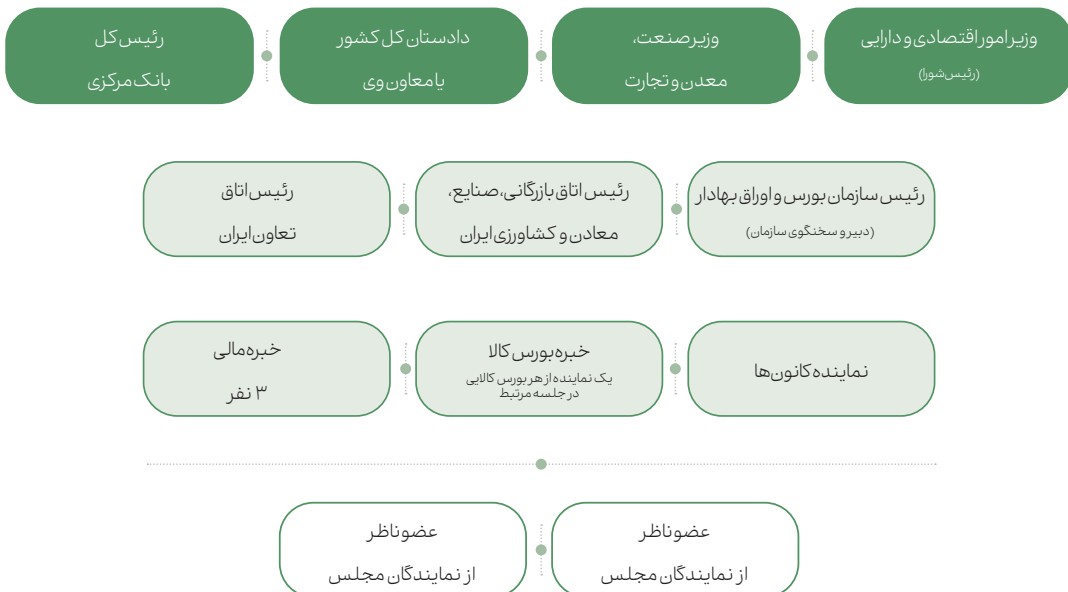 وزیر امور اقتصادی و دارایی
(رئیس شورا)
وزیر صنعت،
معدن و تجارت
دادستان کل کشور
یا معاون وی
رئیس کل
بانک مرکزی
رئیس سازمان بورس و اوراق بهادار
(دبیر و سخنگوی سازمان)
رئیس اتاق بازرگانی، صنایع،
معادن و کشاورزی ایران
رئیس اتاق
تعاون ایران
نماینده کانون‌ها
خبره بورس کالا
یک نماینده از هر بورس کالایی
در جلسه مرتبط
خبره مالی
۳ نفر
عضو ناظر
از نمایندگان مجلس
عضو ناظر
از نمایندگان مجلس